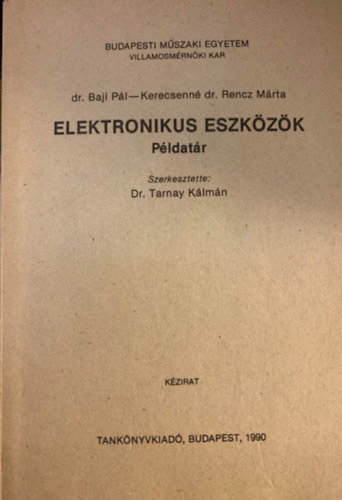 BUDAPESTI MŰSZAKI EGYETEM
VILLAMOSMÉRNÖKI KAR
dr. Baji Pál—Kerecsenné dr. Rencz Márta
ELEKTRONIKUS ESZKÖZÖK
Példatár
Szerkesztette:
Dr. Tarnay Kálmán
KÉZIRAT
TANKÖNYVKIADÓ, BUDAPEST, 1990